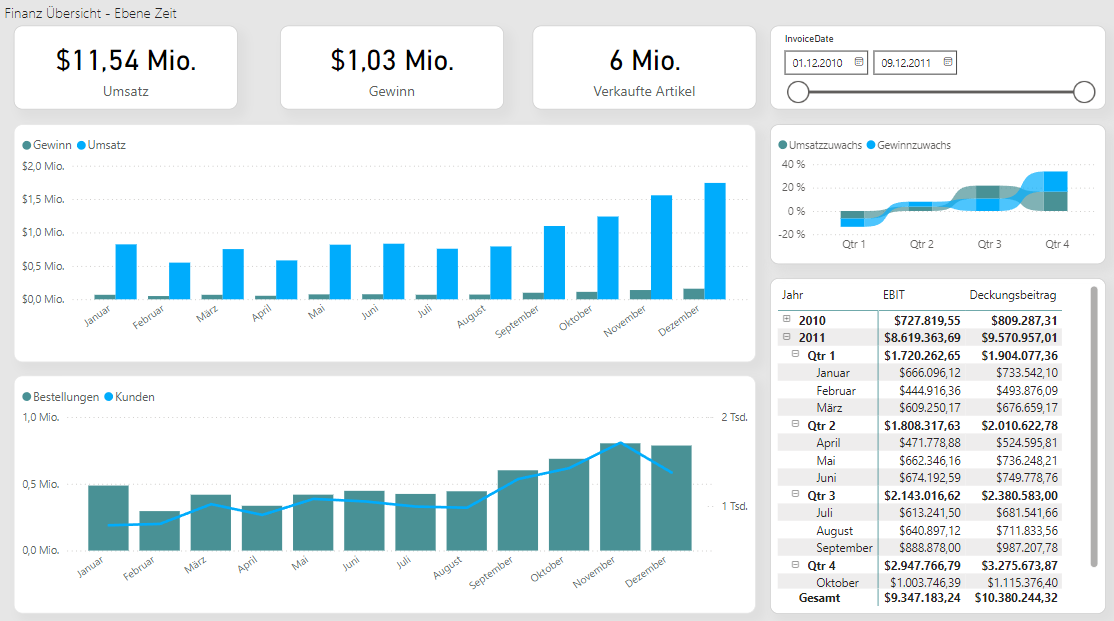 Finanz Übersicht - Ebene Zeit
$11,54 Mio.
Umsatz
$1,03 Mio.
Gewinn
6 Mio.
Verkaufte Artikel
InvoiceDate
01.12.2010
09.12.2011
Gewinn Umsatz
$2,0 Mio.
$1,5 Mio.
$1,0 Mio.
$0,5 Mio.
$0,0 Mio.
Januar Februar März April Mai Juni Juli August September Oktober November Dezember
Umsatzzuwachs Gewinnzuwachs
40 %
20 %
0 %
-20 %
Qtr 1 Qtr 2 Qtr 3 Qtr 4
Bestellungen Kunden
1,0 Mio. 2 Tsd.
0,5 Mio. 1 Tsd.
0,0 Mio.
Januar Februar März April Mai Juni Juli August September Oktober November Dezember
Jahr EBIT Deckungsbeitrag
2010 $727.819,55 $809.287,31
2011 $8.619.363,69 $9.570.957,01
Qtr 1 $1.720.262,65 $1.904.077,36
Januar $666.096,12 $733.542,10
Februar $444.916,36 $493.876,09
März $609.250,17 $676.659,17
Qtr 2 $1.808.317,63 $2.010.622,78
April $471.778,88 $524.595,81
Mai $662.346,16 $736.248,21
Juni $674.192,59 $749.778,76
Qtr 3 $2.143.016,62 $2.380.583,00
Juli $613.241,50 $681.541,66
August $640.897,12 $711.833,56
September $888.878,00 $987.207,78
Qtr 4 $2.947.766,79 $3.275.673,87
Oktober $1.003.746,39 $1.115.376,40
Gesamt $9.347.183,24 $10.380.244,32